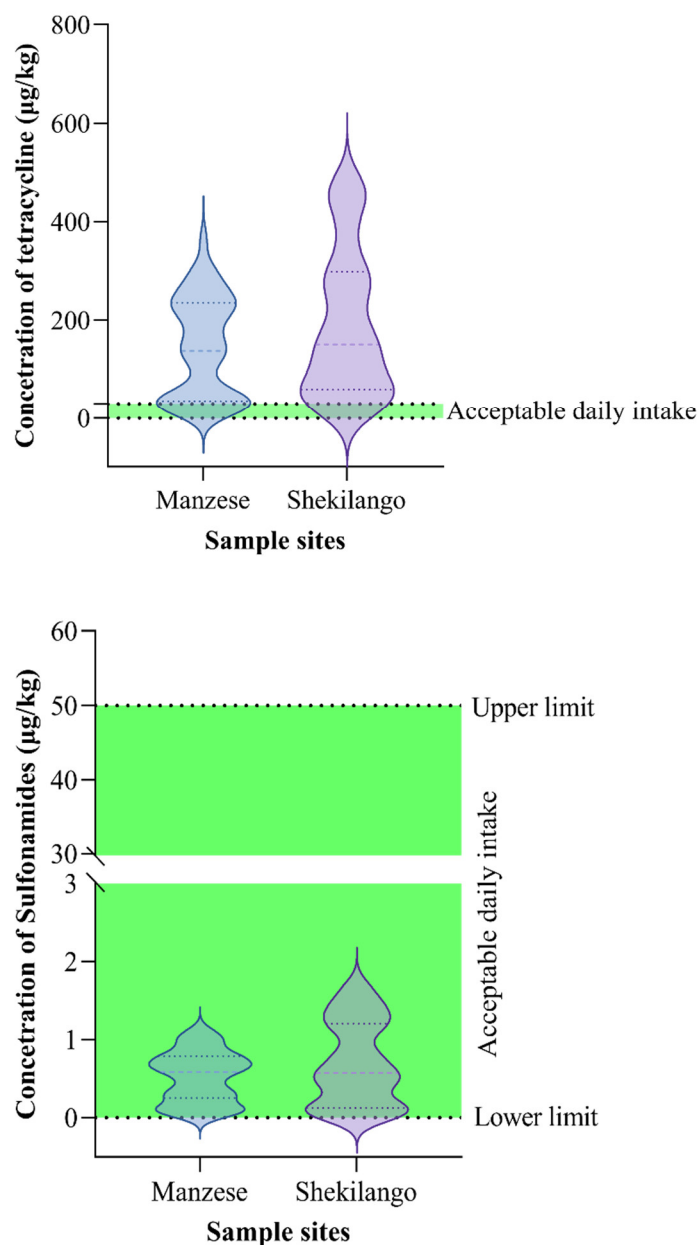 800
600
400
200
0
Concetration of tetracycline (µg/kg)
Acceptable daily intake
Manzese Shekilango
Sample sites
60
50
40
30
3
2
1
0
Concetration of Sulfonamides (µg/kg)
Upper limit
Acceptable daily intake
Lower limit
Manzese Shekilango
Sample sites